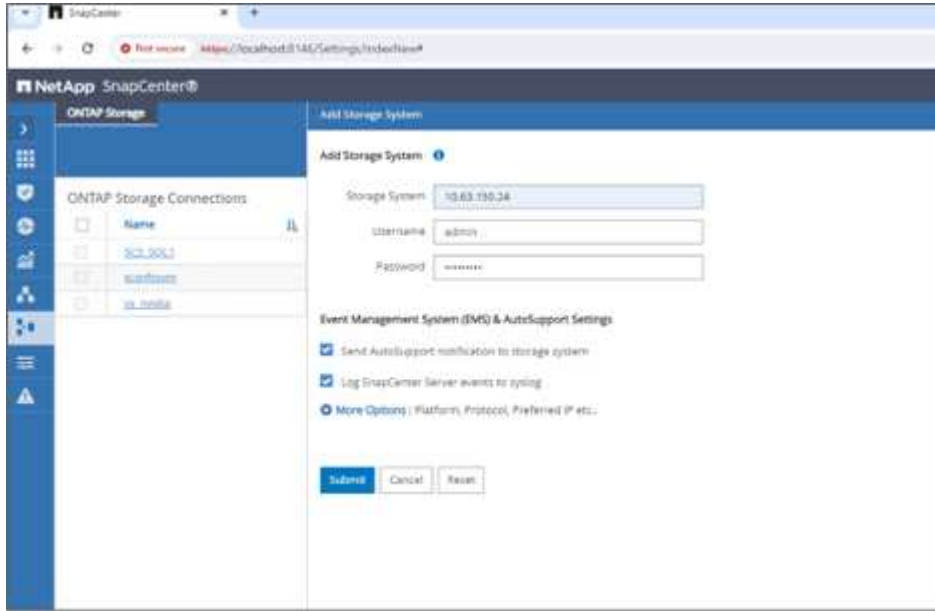 SnapCenter
Not secure https://localhost:8146/Settings/IndexNew#
NetApp SnapCenter®
ONTAP Storage
Add Storage System
Add Storage System
ONTAP Storage Connections
Name
Storage System 10.63.150.24
Username admin
Password
Event Management System (EMS) & AutoSupport Settings
Send AutoSupport notification to storage system
Log SnapCenter Server events to syslog
More Options : Platform, Protocol, Preferred IP etc..
Submit Cancel Reset